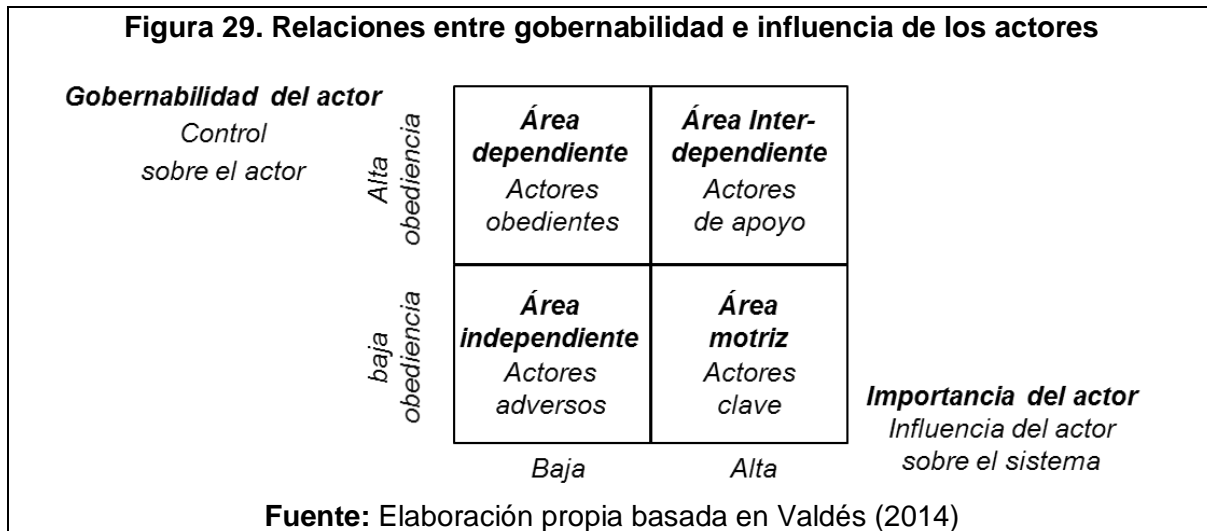 Figura 29. Relaciones entre gobernabilidad e influencia de los actores
Gobernabilidad del actor
Control
sobre el actor
Alta
obediencia
Área
dependiente
Actores
obedientes
Área Inter-
dependiente
Actores
de apoyo
baja
obediencia
Área
independiente
Actores
adversos
Área
motriz
Actores
clave
Importancia del actor
Influencia del actor
sobre el sistema
Baja
Alta
Fuente: Elaboración propia basada en Valdés (2014)